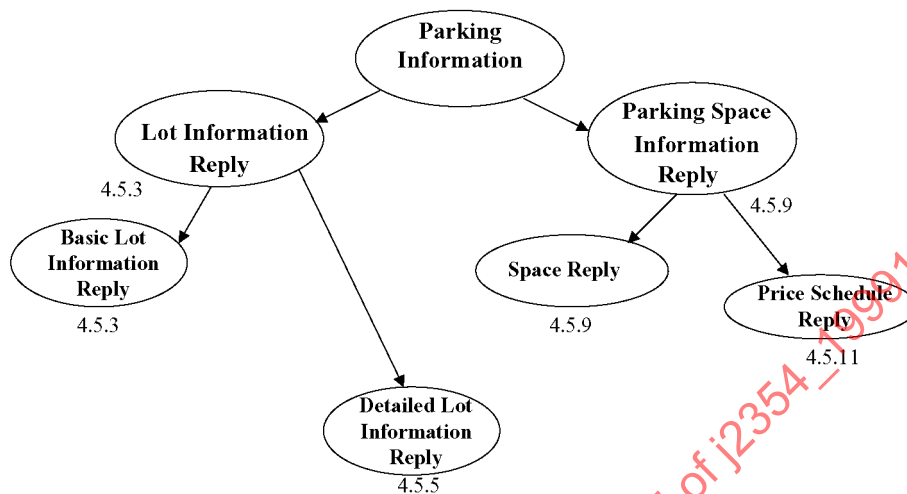 Parking
Information
Lot Information
Reply
4.5.3
Parking Space
Information
Reply
4.5.9
Basic Lot
Information
Reply
4.5.3
Space Reply
4.5.9
Price Schedule
Reply
4.5.11
Detailed Lot
Information
Reply
4.5.5
of j2354_19991